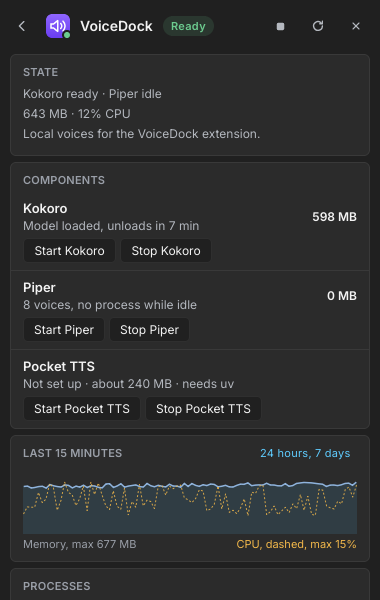 VoiceDock Ready
STATE
Kokoro ready · Piper idle
643 MB · 12% CPU
Local voices for the VoiceDock extension.
COMPONENTS
Kokoro
598 MB
Model loaded, unloads in 7 min
Start Kokoro Stop Kokoro
Piper
0 MB
8 voices, no process while idle
Start Piper Stop Piper
Pocket TTS
Not set up · about 240 MB · needs uv
Start Pocket TTS Stop Pocket TTS
LAST 15 MINUTES 24 hours, 7 days
Memory, max 677 MB CPU, dashed, max 15%
PROCESSES